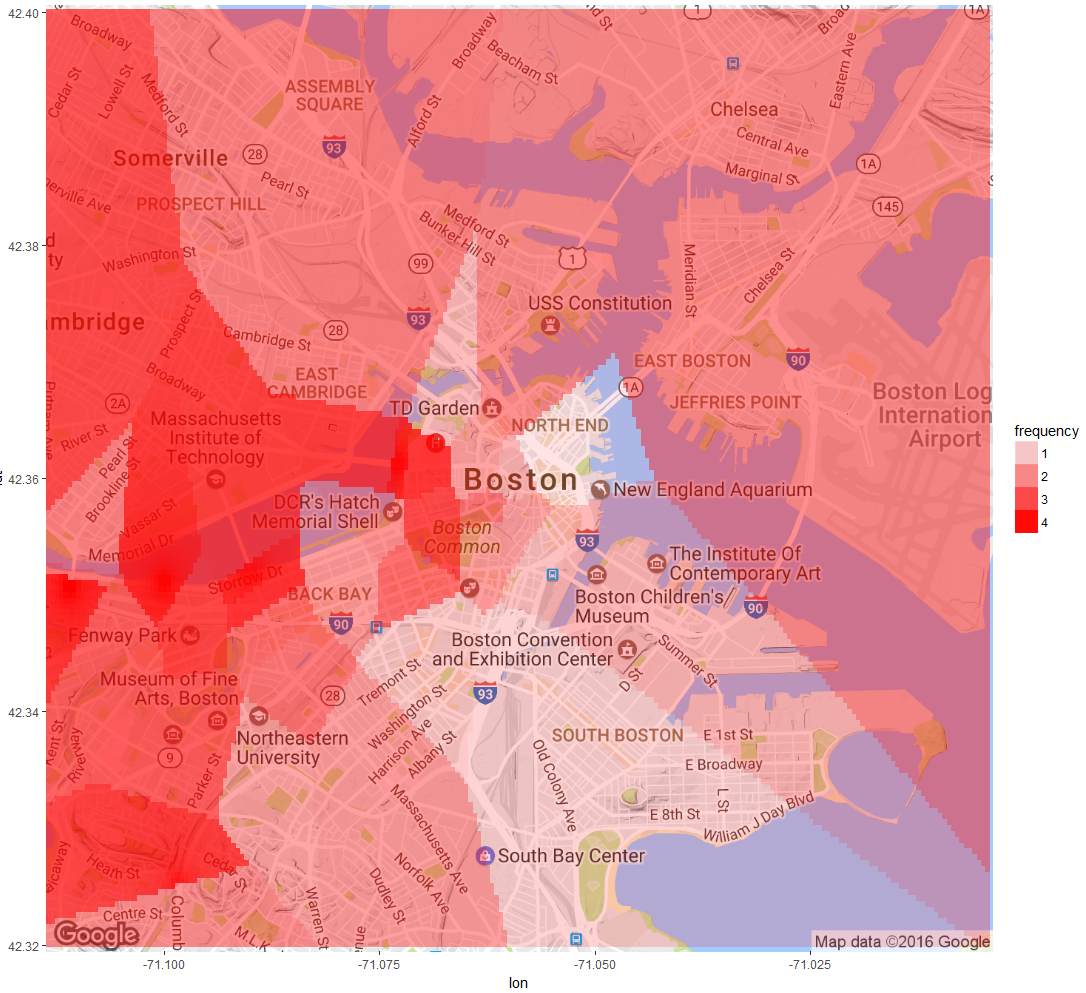 42.40
42.38
42.36
42.34
42.32
-71.100
-71.075
-71.050
-71.025
lon
frequency
1
2
3
4
Broadway
Cedar St
Lowell St
Medford St
ASSEMBLY
SQUARE
Broadway
Beacham St
Alford St
1
1A
Eastern Ave
Chelsea
Central Ave
Marginal St
1A
145
Somerville
28
93
Pearl St
PROSPECT HILL
Washington St
Medford St
Bunker Hill St
99
1
Meridian St
Chelsea St
USS Constitution
93
28
Cambridge St
Prospect St
Broadway
EAST
CAMBRIDGE
EAST BOSTON
90
1A
JEFFRIES POINT
Boston Log
Internation
Airport
2A
River St
Pearl St
Brookline St
Massachusetts
Institute of
Technology
TD Garden
H
NORTH END
Boston
New England Aquarium
DCR's Hatch
Memorial Shell
Boston
Common
Vassar St
Memorial Dr
Storrow Dr
BACK BAY
93
The Institute Of
Contemporary Art
Boston Children's
Museum
90
90
Fenway Park
Boston Convention
and Exhibition Center
Summer St
D St
Museum of Fine
Arts, Boston
28
Tremont St
Washington St
Harrison Ave
Albany St
93
9
Northeastern
University
Kent St
Riverway
Parker St
SOUTH BOSTON
E 1st St
E Broadway
Old Colony Ave
L St
E 8th St
William J Day Blvd
Massachusetts Ave
South Bay Center
Heath St
Cedar St
Centre St
Warren St
Dudley St
Norfolk Ave
M.L.K
Columb
Google
Map data ©2016 Google